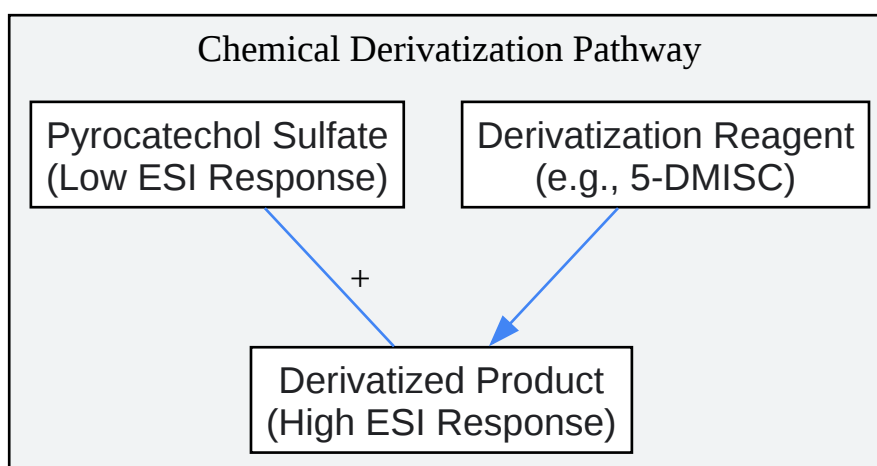 Chemical Derivatization Pathway
Pyrocatechol Sulfate
(Low ESI Response)
Derivatization Reagent
(e.g., 5-DMISC)
+
Derivatized Product
(High ESI Response)